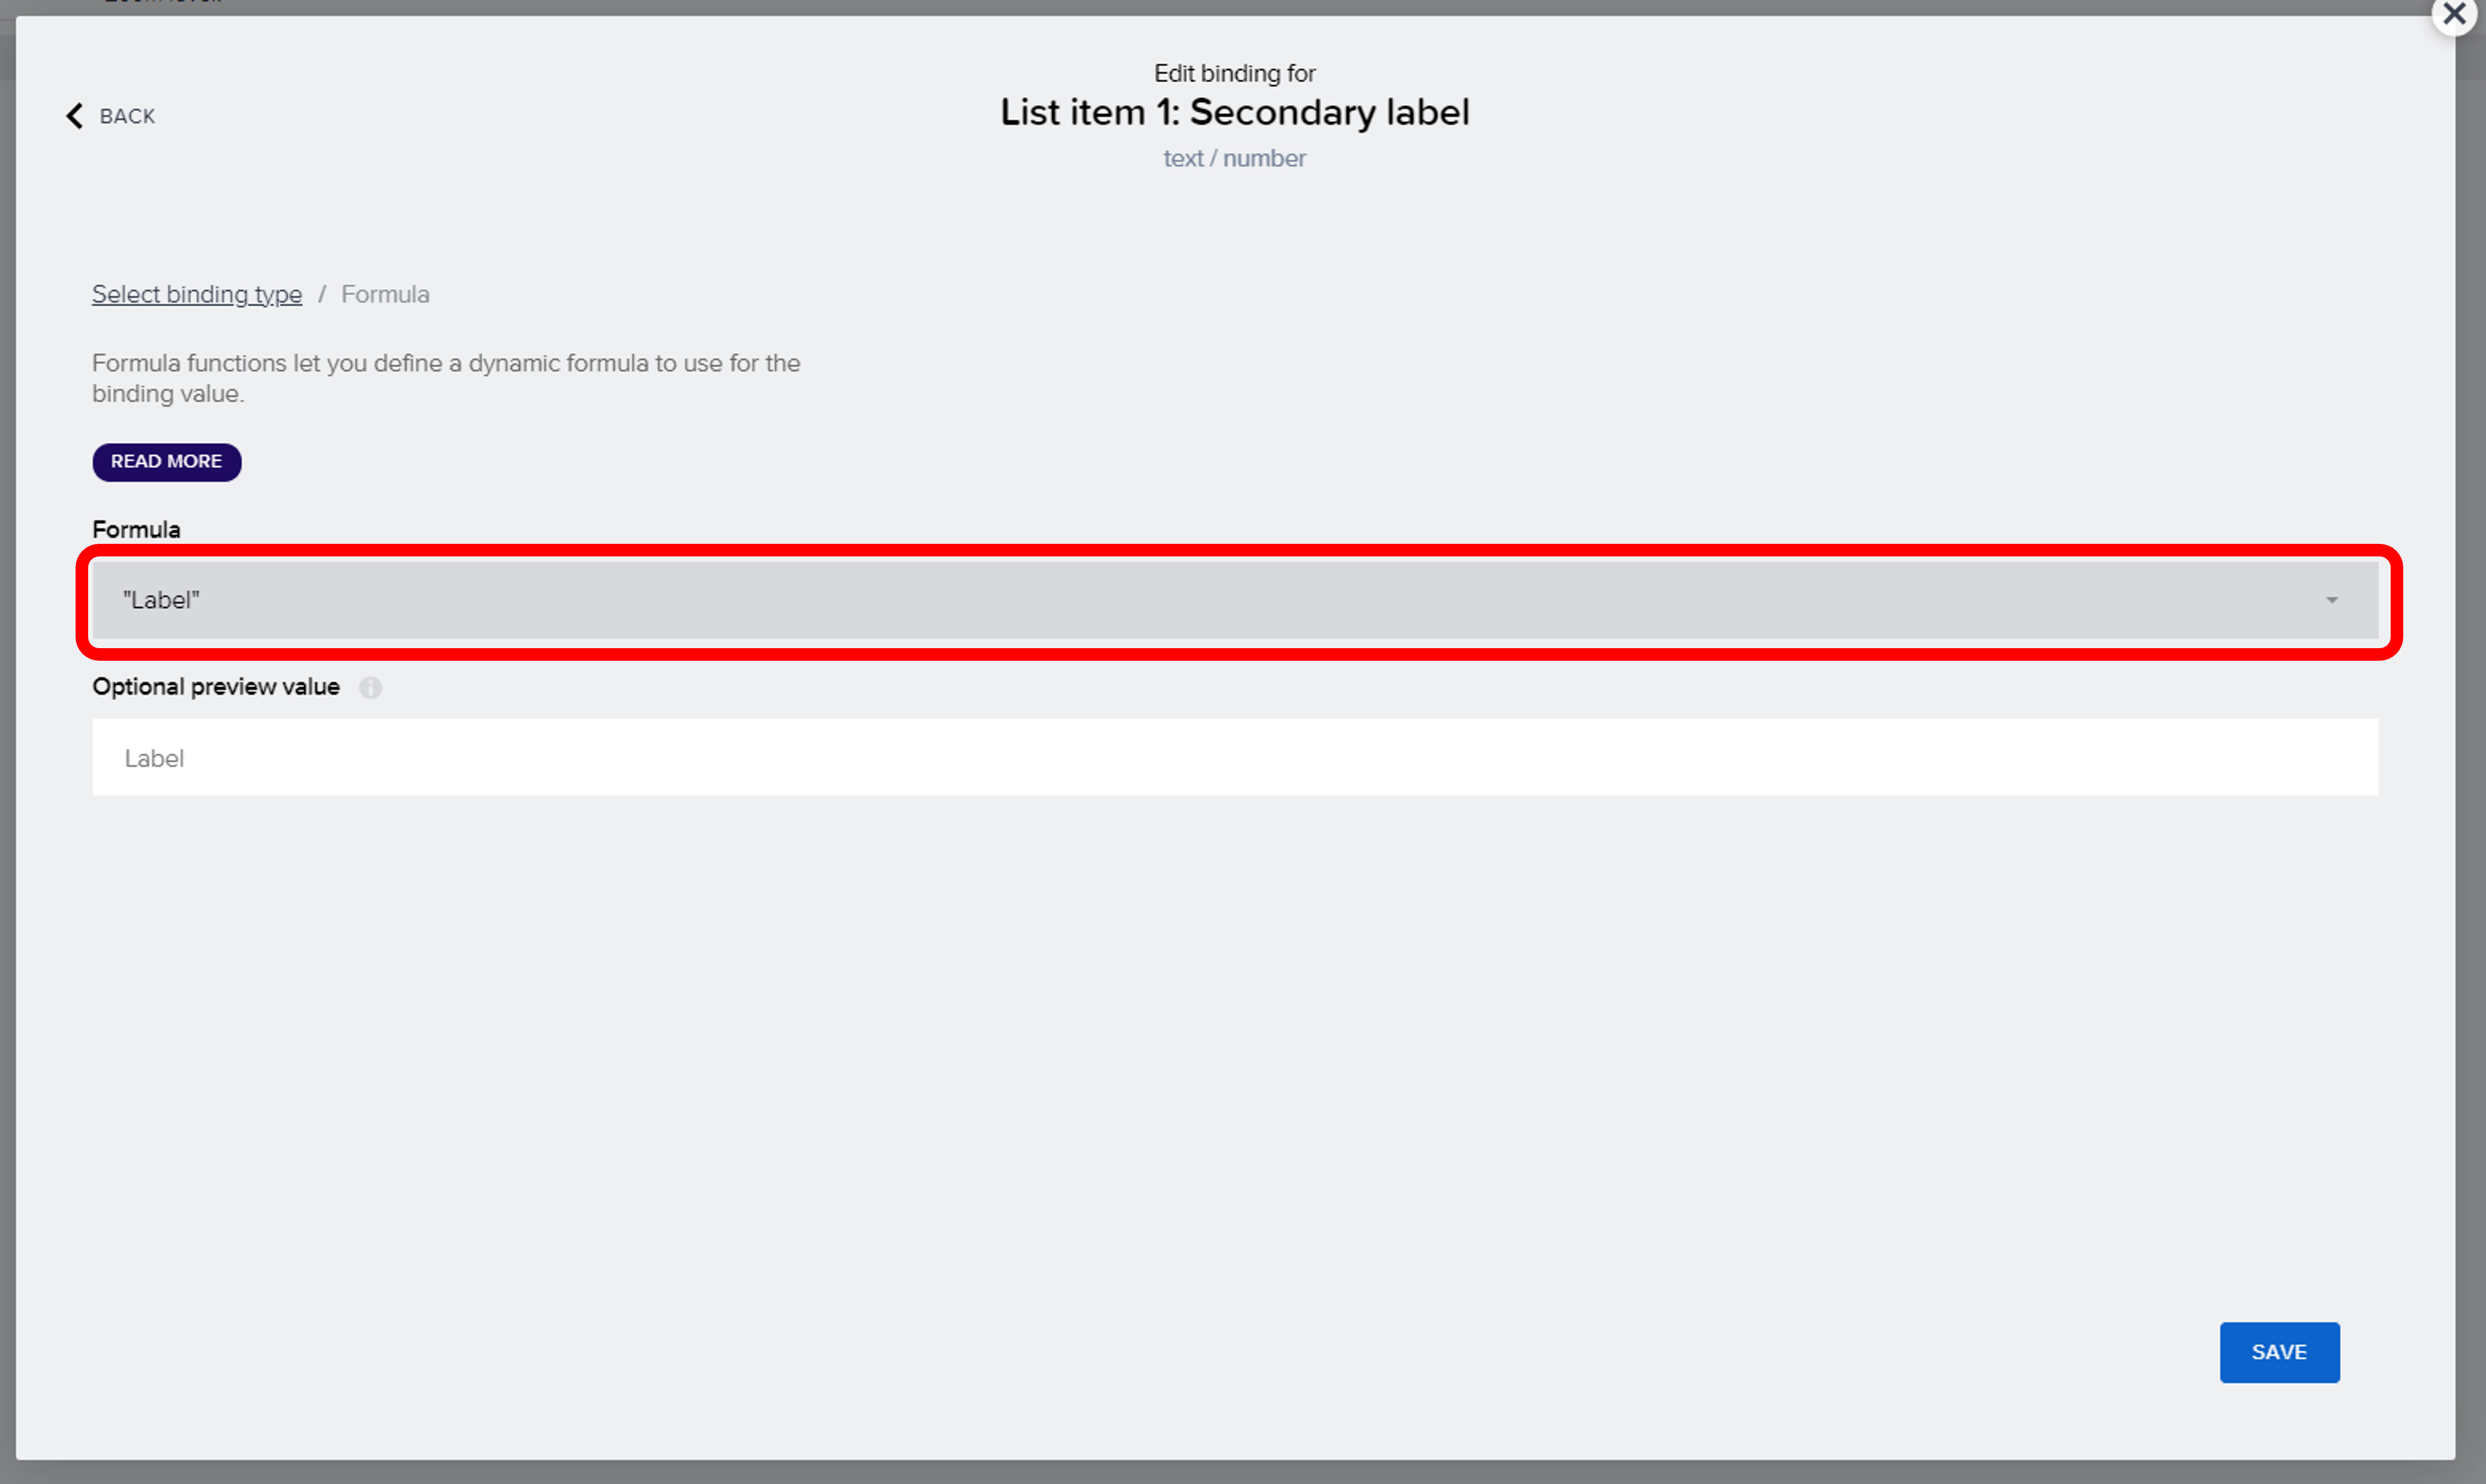 Edit binding for
BACK
List item 1: Secondary label
text / number
Select binding type / Formula
Formula functions let you define a dynamic formula to use for the
binding value.
READ MORE
Formula
"Label"
Optional preview value
Label
SAVE